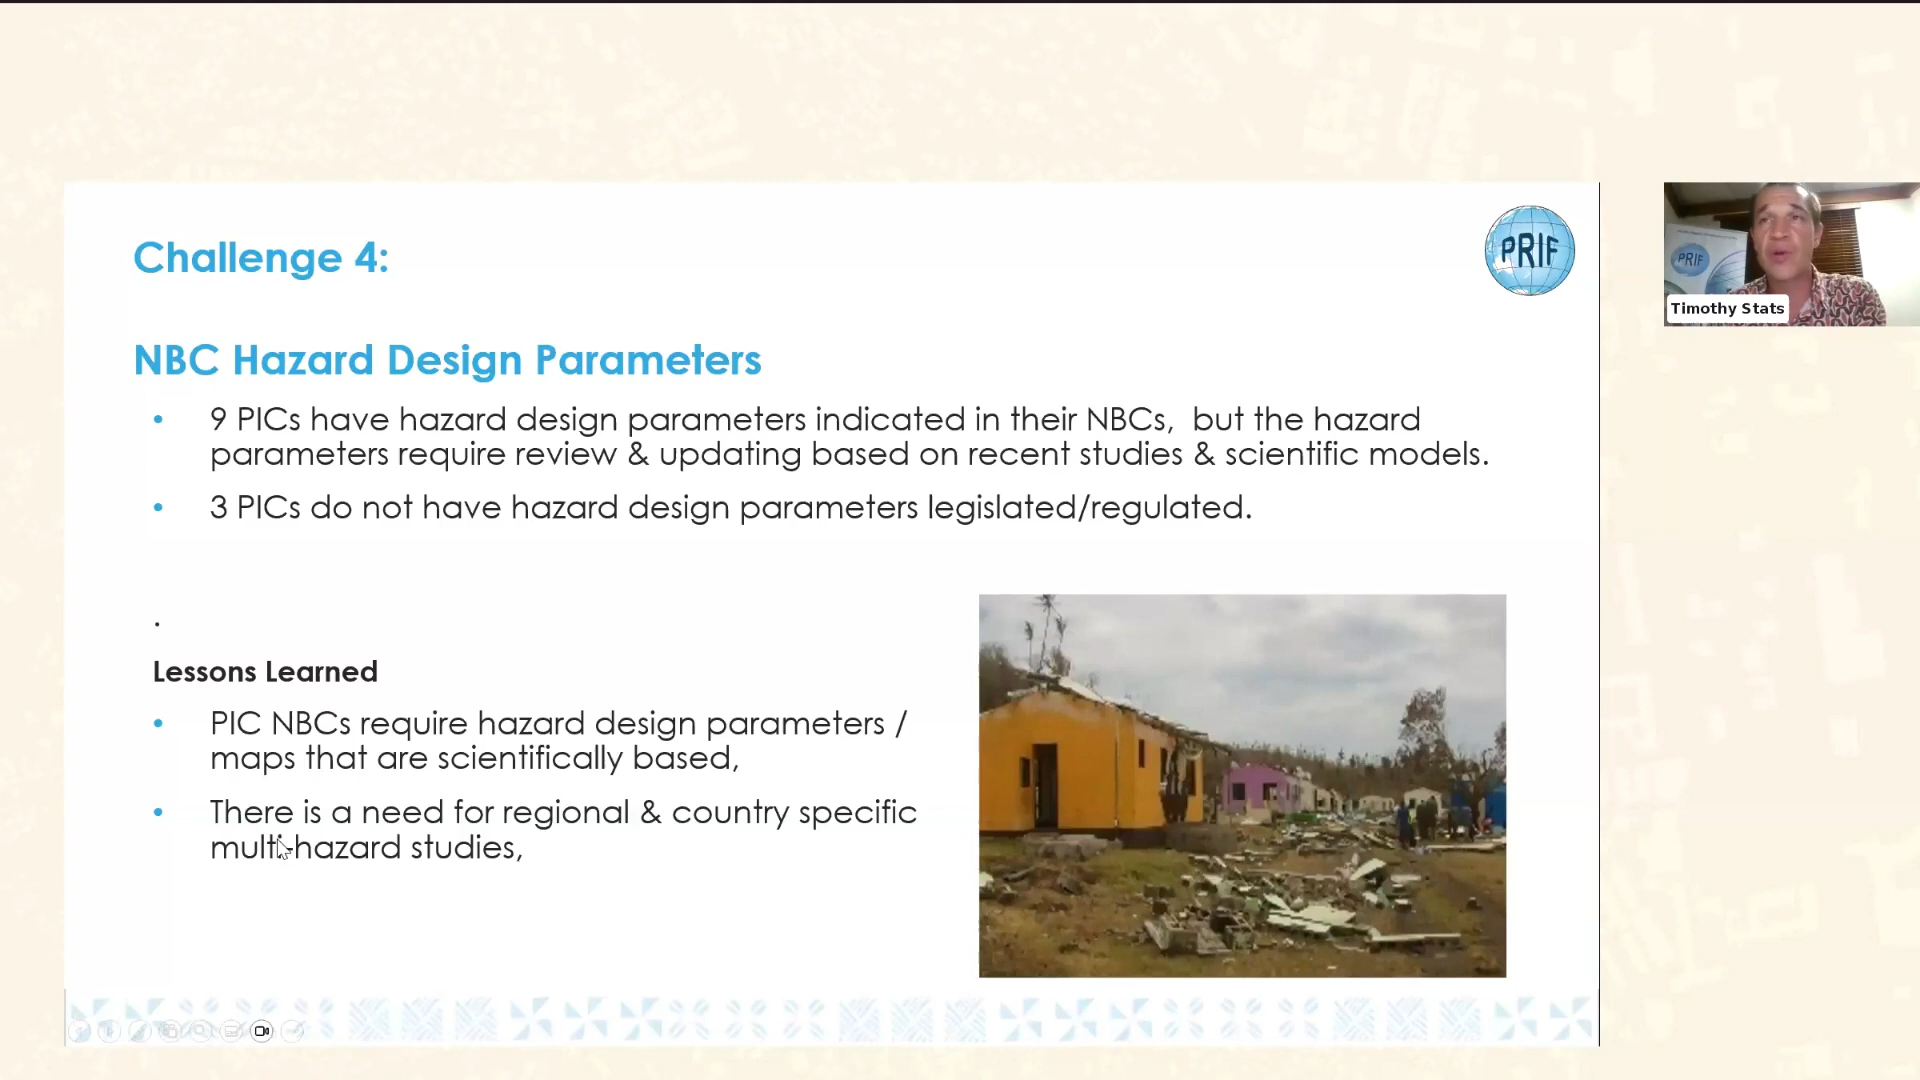 Challenge 4:
PRIF
NBC Hazard Design Parameters
• 9 PICs have hazard design parameters indicated in their NBCs,  but the hazard
parameters require review & updating based on recent studies & scientific models.
• 3 PICs do not have hazard design parameters legislated/regulated.
.
Lessons Learned
• PIC NBCs require hazard design parameters /
maps that are scientifically based,
• There is a need for regional & country specific
multi-hazard studies,
PRIF
Timothy Stats